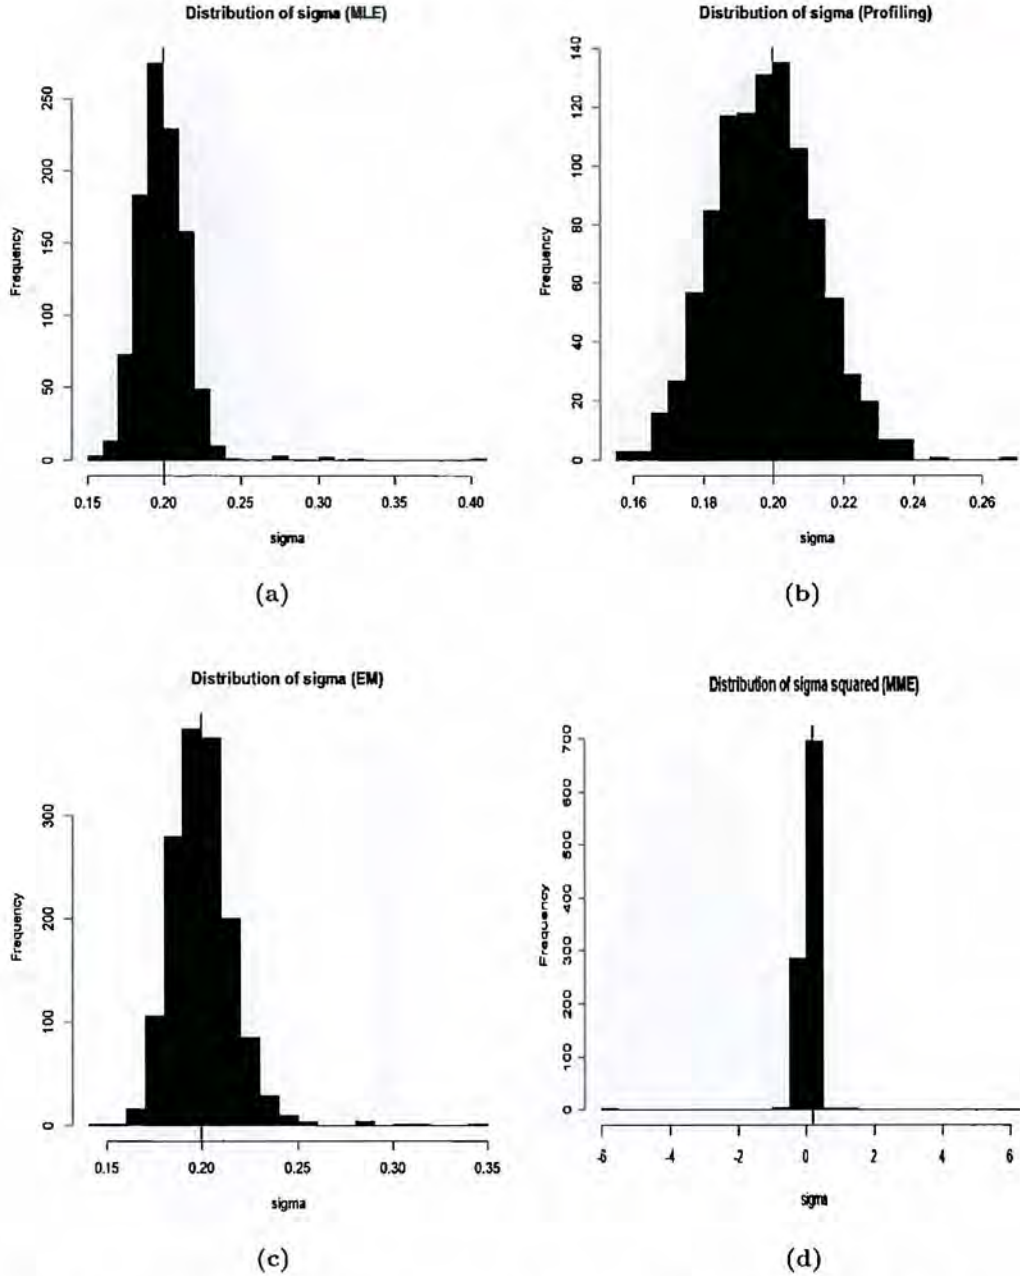 Distribution of sigma (MLE)
Frequency
250
200
150
100
50
0
0.15 0.20 0.25 0.30 0.35 0.40
sigma
(a)
Distribution of sigma (Profiling)
Frequency
140
120
100
80
60
40
20
0
0.16 0.18 0.20 0.22 0.24 0.26
sigma
(b)
Distribution of sigma (EM)
Frequency
300
200
100
0
0.15 0.20 0.25 0.30 0.35
sigma
(c)
Distribution of sigma squared (MME)
Frequency
700
600
500
400
300
200
100
0
-2 0 2 4 6
sigma
(d)